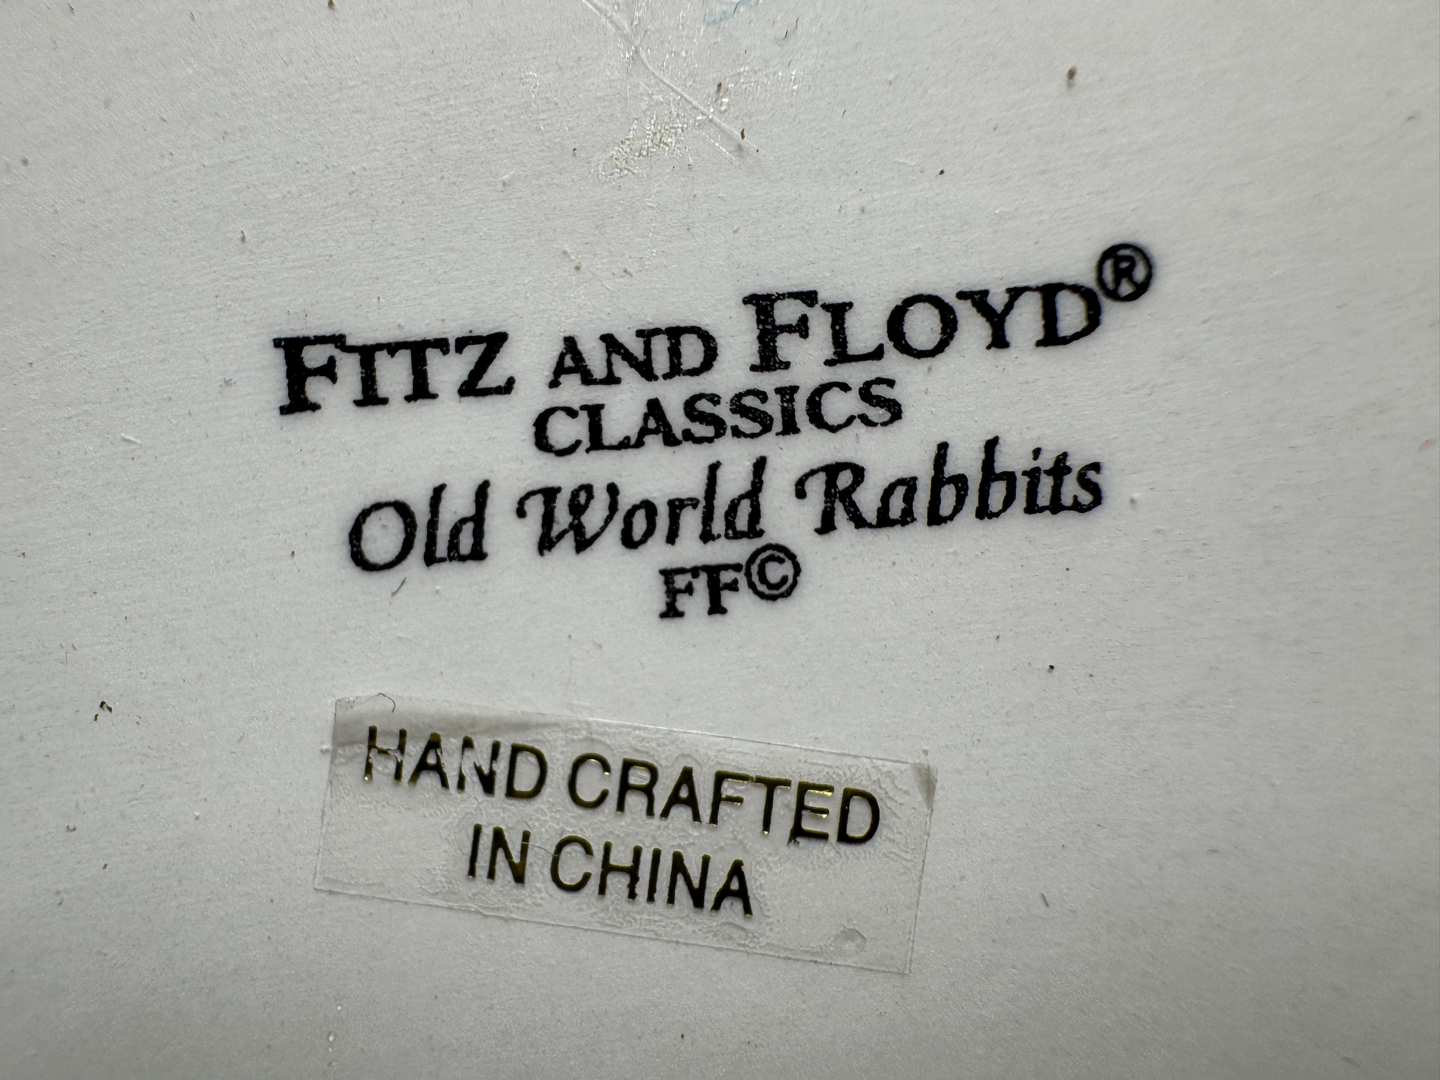 FITZ AND FLOYD®
CLASSICS
Old World Rabbits
FF©
HAND CRAFTED
IN CHINA